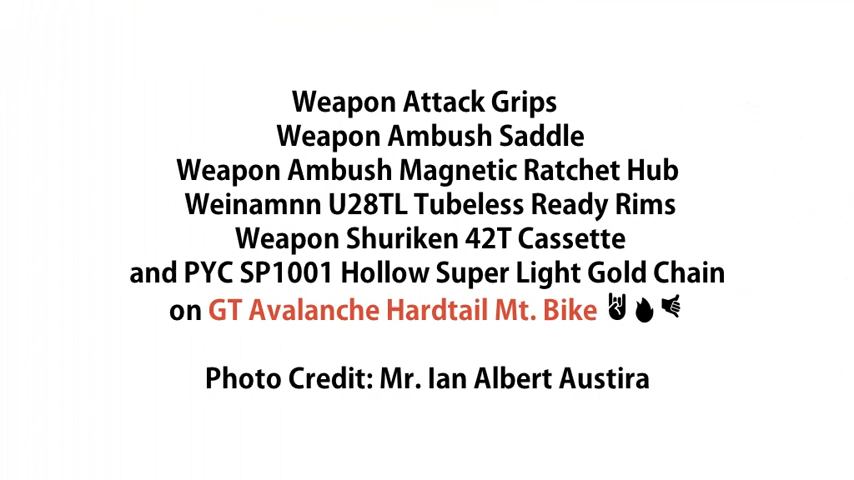 Weapon Attack Grips
Weapon Ambush Saddle
Weapon Ambush Magnetic Ratchet Hub
Weinamnn U28TL Tubeless Ready Rims
Weapon Shuriken 42T Cassette
and PYC SP1001 Hollow Super Light Gold Chain
on GT Avalanche Hardtail Mt. Bike 🤘🔥🤙
Photo Credit: Mr. Ian Albert Austira